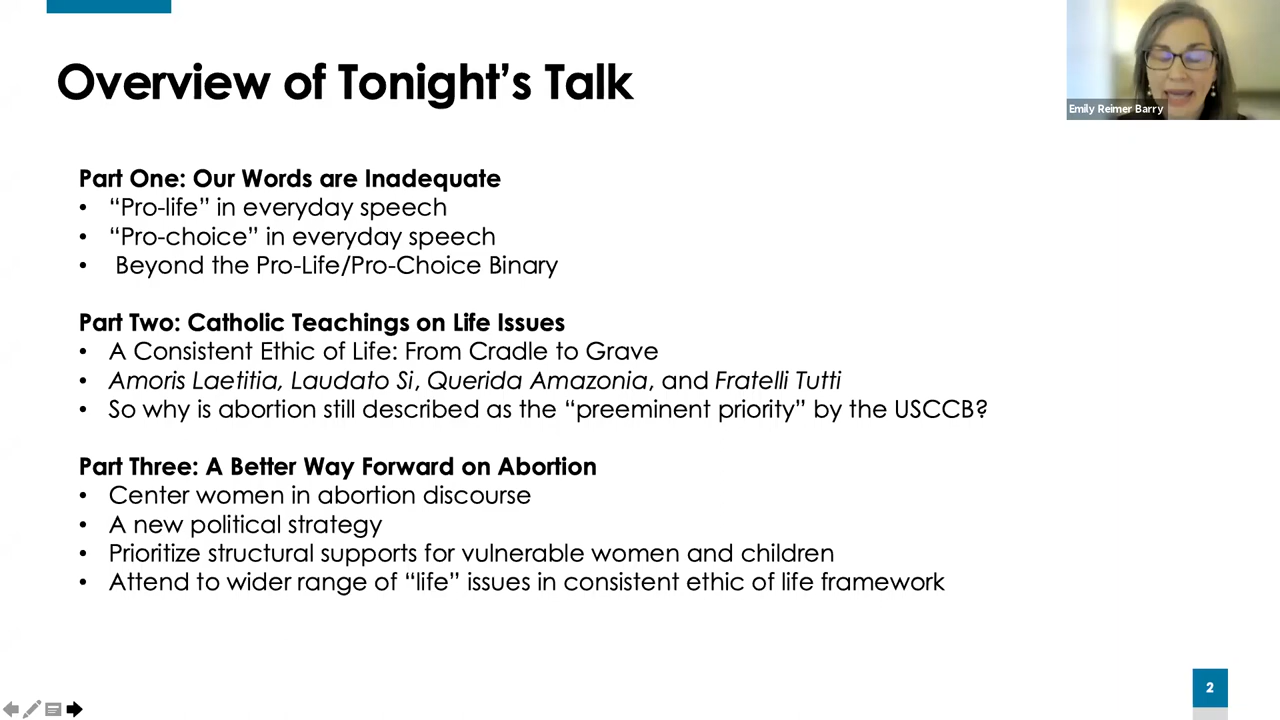 Overview of Tonight's Talk
Emily Reimer Barry
Part One: Our Words are Inadequate
• "Pro-life" in everyday speech
• "Pro-choice" in everyday speech
• Beyond the Pro-Life/Pro-Choice Binary
Part Two: Catholic Teachings on Life Issues
• A Consistent Ethic of Life: From Cradle to Grave
• Amoris Laetitia, Laudato Si, Querida Amazonia, and Fratelli Tutti
• So why is abortion still described as the "preeminent priority" by the USCCB?
Part Three: A Better Way Forward on Abortion
• Center women in abortion discourse
• A new political strategy
• Prioritize structural supports for vulnerable women and children
• Attend to wider range of "life" issues in consistent ethic of life framework
2